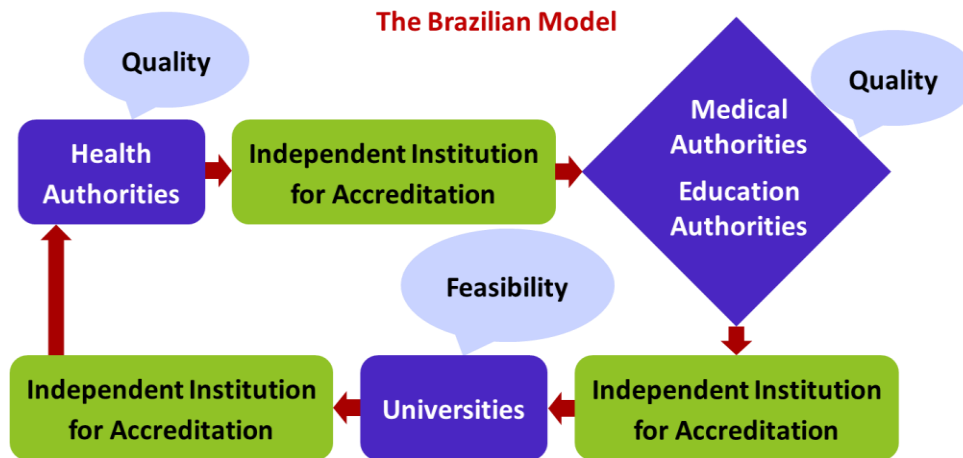 The Brazilian Model
Quality
Quality
Health
Authorities
Independent Institution
for Accreditation
Medical
Authorities
Education
Authorities
Feasibility
Independent Institution
for Accreditation
Universities
Independent Institution
for Accreditation